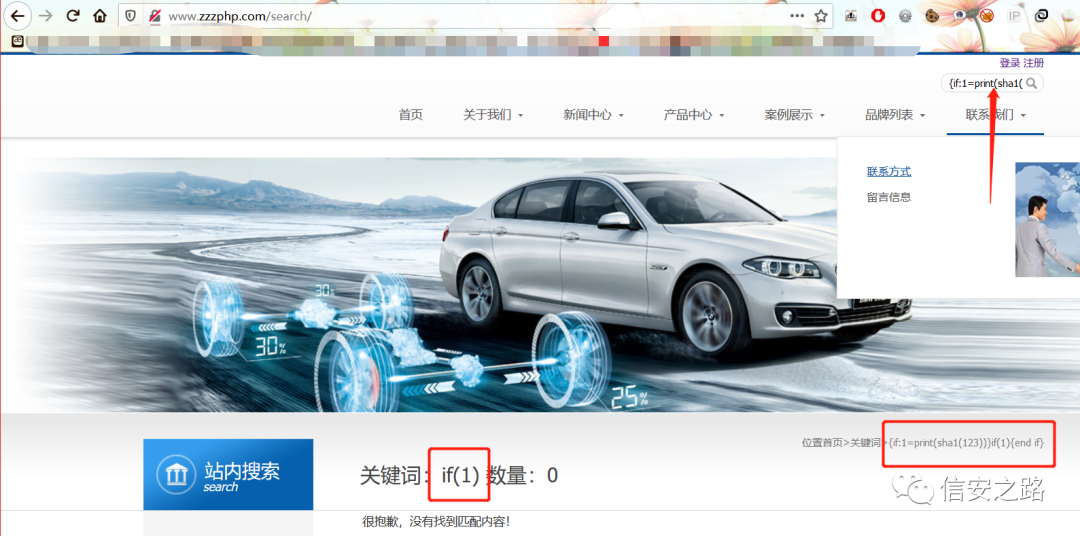 www.zzzphp.com/search/
登录 注册
{if:1=print(sha1(
首页 关于我们 新闻中心 产品中心 案例展示 品牌列表 联系我们
联系方式
留言信息
30%
30%
25%
位置首页>关键词>{if:1=print(sha1(123))}if(1){end if}
站内搜索
search
关键词: if(1) 数量: 0
信安之路
很抱歉,没有找到匹配内容!